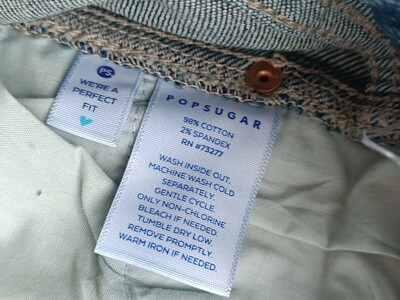 PS
WE'RE A
PERFECT
FIT
POPSUGAR
98% COTTON
2% SPANDEX
RN #73277
WASH INSIDE OUT.
MACHINE WASH COLD
SEPARATELY.
GENTLE CYCLE.
ONLY NON-CHLORINE
BLEACH IF NEEDED.
TUMBLE DRY LOW.
REMOVE PROMPTLY.
WARM IRON IF NEEDED.